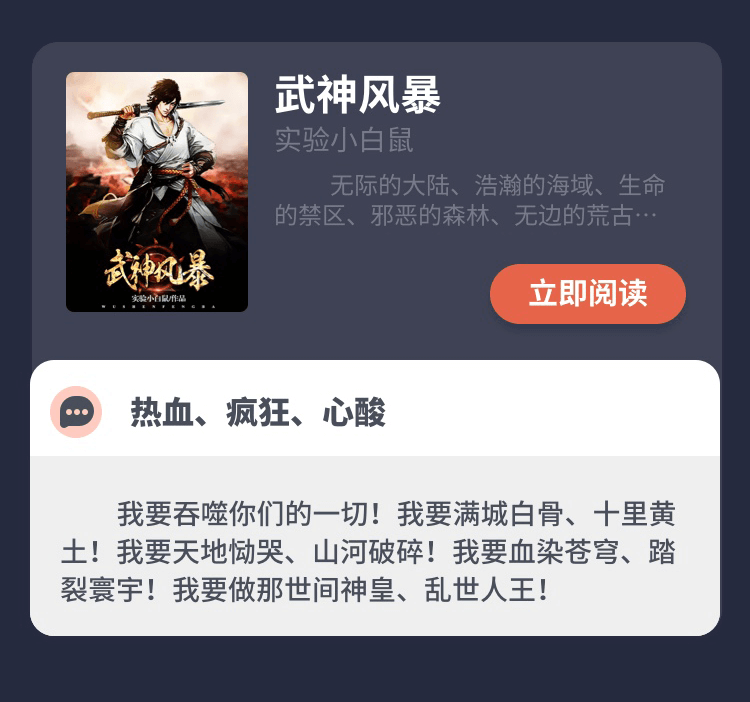 武神风暴
实验小白鼠
无际的大陆、浩瀚的海域、生命
的禁区、邪恶的森林、无边的荒古…
武神风暴
实验小白鼠/作品
WUSHENFENGBA
立即阅读
热血、疯狂、心酸
我要吞噬你们的一切！我要满城白骨、十里黄
土！我要天地恸哭、山河破碎！我要血染苍穹、踏
裂寰宇！我要做那世间神皇、乱世人王！